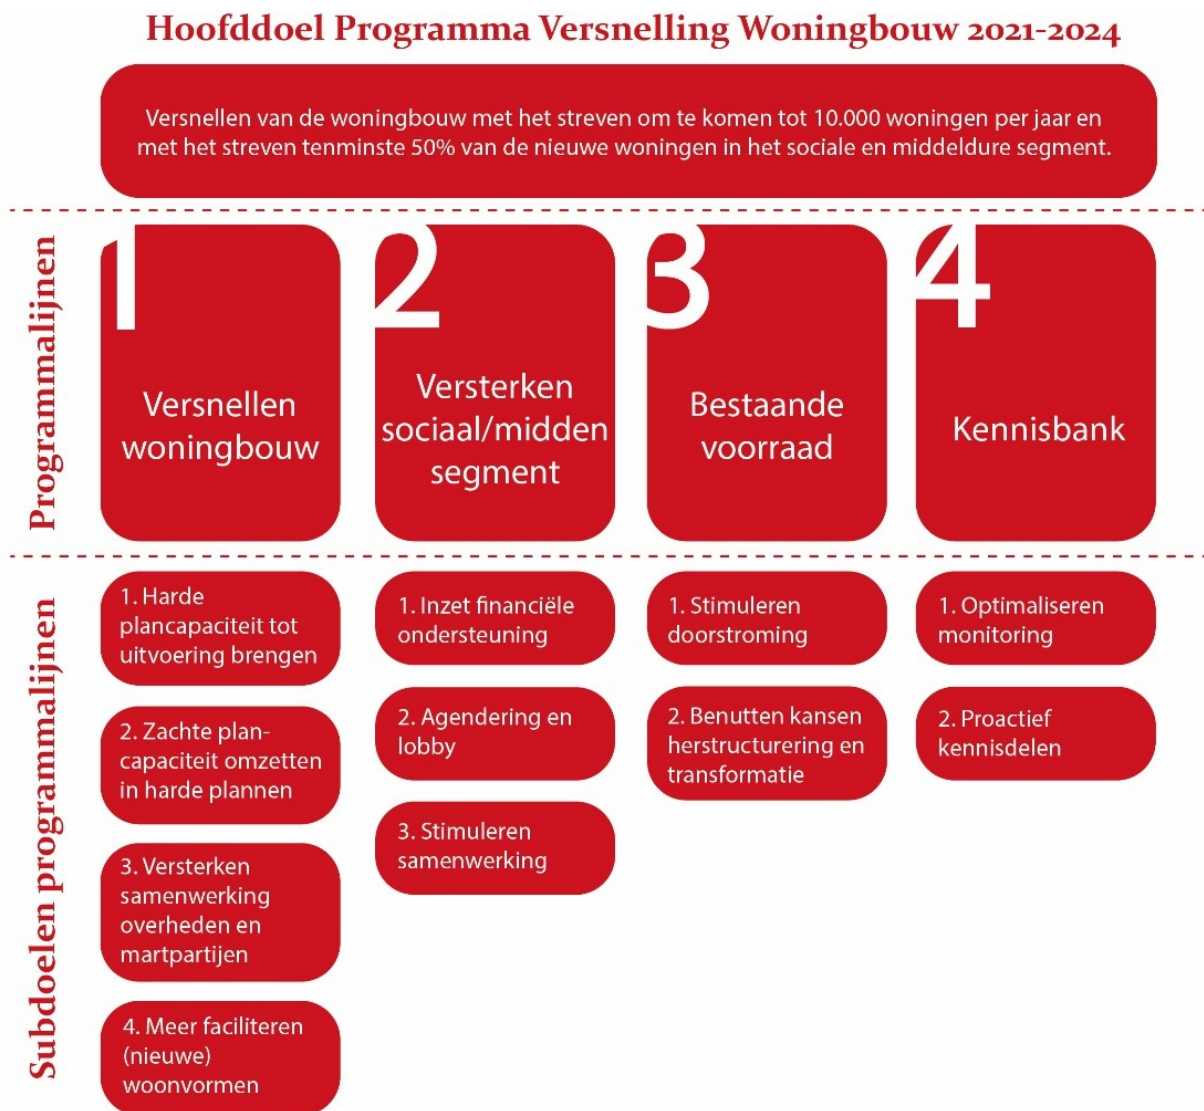 Hoofddoel Programma Versnelling Woningbouw 2021-2024
Versnellen van de woningbouw met het streven om te komen tot 10.000 woningen per jaar en
met het streven tenminste 50% van de nieuwe woningen in het sociale en middeldure segment.
Programmalijnen
1
Versnellen
woningbouw
2
Versterken
sociaal/midden
segment
3
Bestaande
voorraad
4
Kennisbank
Subdoelen programmalijnen
1. Harde
plancapaciteit tot
uitvoering brengen
2. Zachte plan-
capaciteit omzetten
in harde plannen
3. Versterken
samenwerking
overheden en
martpartijen
4. Meer faciliteren
(nieuwe)
woonvormen
1. Inzet financiële
ondersteuning
2. Agendering en
lobby
3. Stimuleren
samenwerking
1. Stimuleren
doorstroming
2. Benutten kansen
herstructurering en
transformatie
1. Optimaliseren
monitoring
2. Proactief
kennisdelen